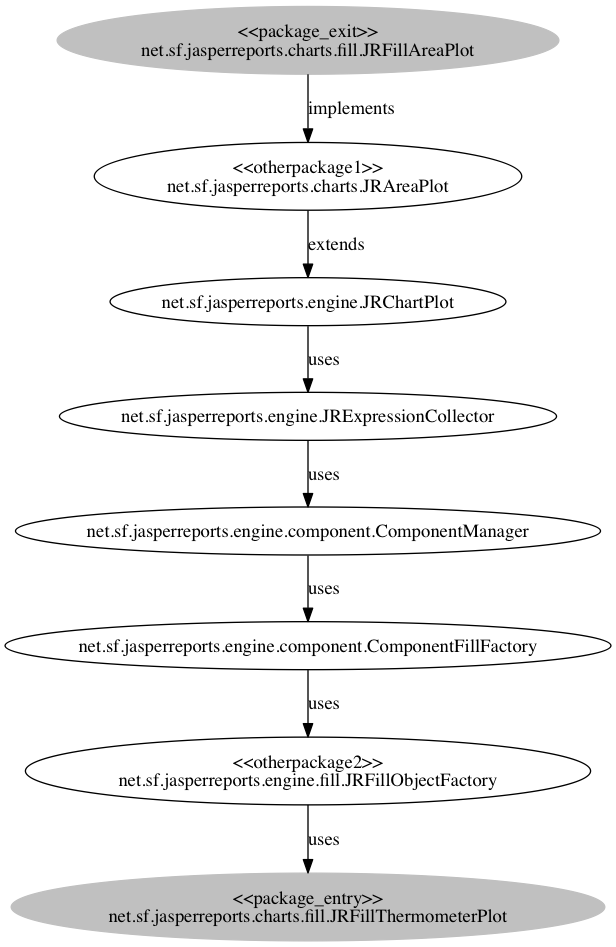 <<package_exit>>
net.sf.jasperreports.charts.fill.JRFillAreaPlot
implements
<<otherpackage1>>
net.sf.jasperreports.charts.JRAreaPlot
extends
net.sf.jasperreports.engine.JRChartPlot
uses
net.sf.jasperreports.engine.JRExpressionCollector
uses
net.sf.jasperreports.engine.component.ComponentManager
uses
net.sf.jasperreports.engine.component.ComponentFillFactory
uses
<<otherpackage2>>
net.sf.jasperreports.engine.fill.JRFillObjectFactory
uses
<<package_entry>>
net.sf.jasperreports.charts.fill.JRFillThermometerPlot